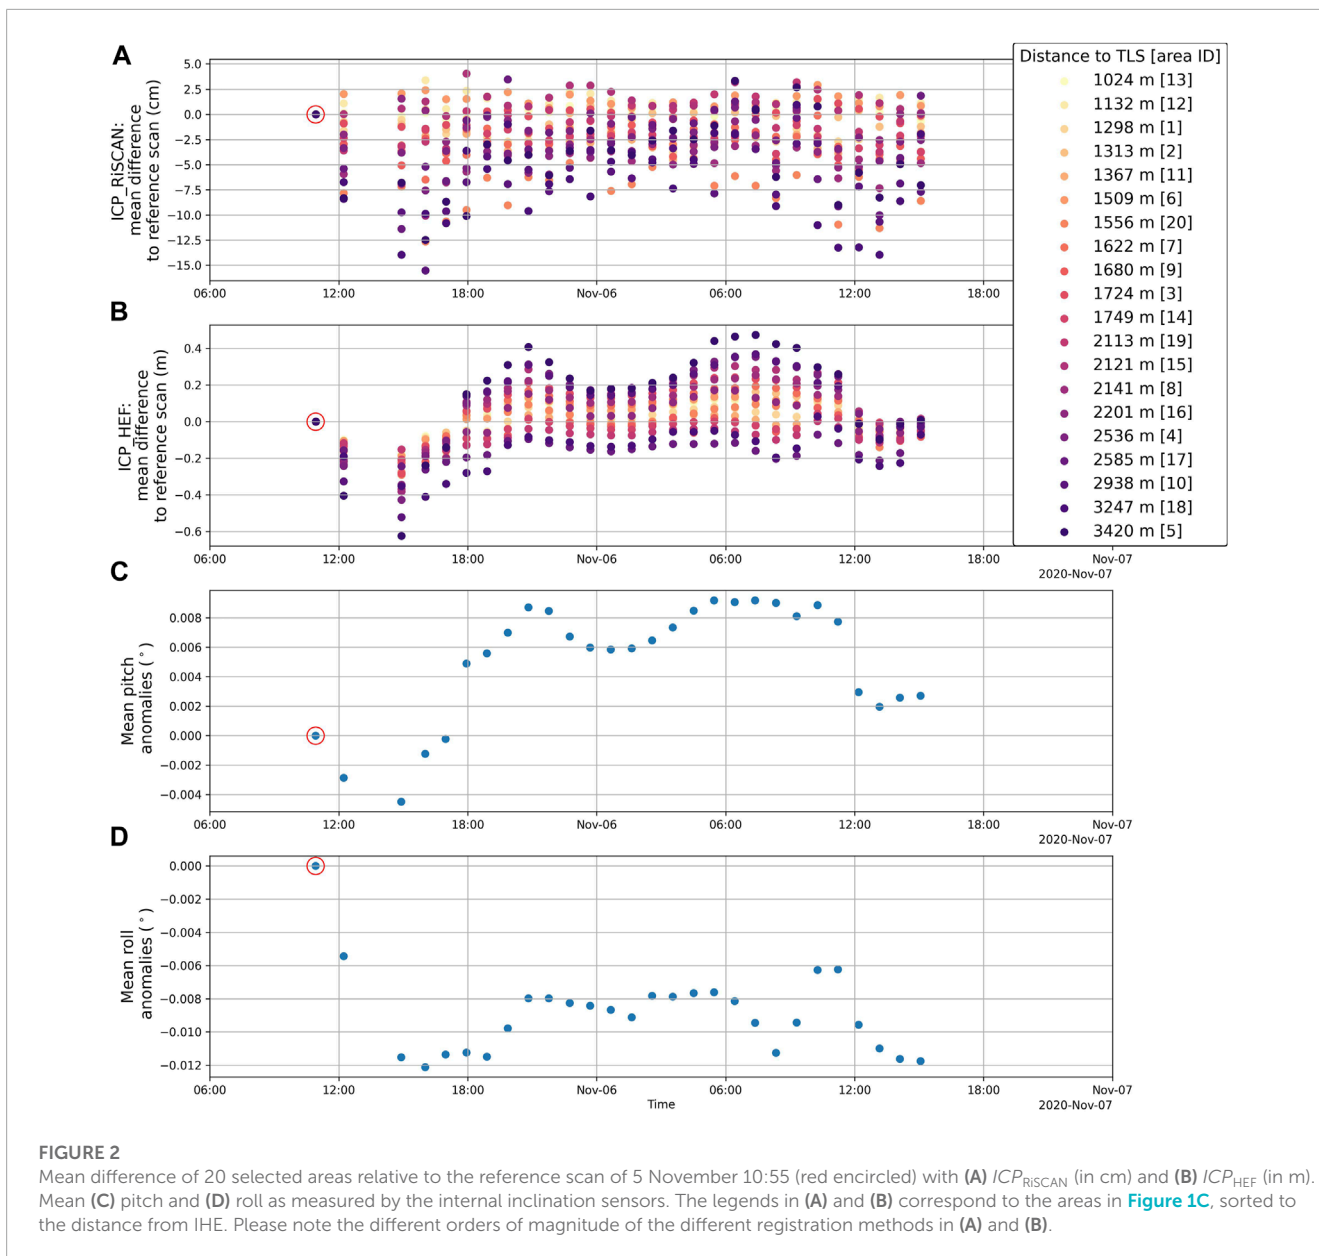 A
ICP_RiSCAN:
mean difference
to reference scan (cm)
5.0
2.5
0.0
−2.5
−5.0
−7.5
−10.0
−12.5
−15.0
06:00
12:00
18:00
Nov-06
06:00
12:00
18:00
Distance to TLS [area ID]
1024 m [13]
1132 m [12]
1298 m [1]
1313 m [2]
1367 m [11]
1509 m [6]
1556 m [20]
1622 m [7]
1680 m [9]
1724 m [3]
1749 m [14]
2113 m [19]
2121 m [15]
2141 m [8]
2201 m [16]
2536 m [4]
2585 m [17]
2938 m [10]
3247 m [18]
3420 m [5]
B
ICP_HEF:
mean difference
to reference scan (m)
0.4
0.2
0.0
−0.2
−0.4
−0.6
06:00
12:00
18:00
Nov-06
06:00
12:00
18:00
Nov-07
2020-Nov-07
C
Mean pitch
anomalies (°)
0.008
0.006
0.004
0.002
0.000
−0.002
−0.004
06:00
12:00
18:00
Nov-06
06:00
12:00
18:00
Nov-07
2020-Nov-07
D
Mean roll
anomalies (°)
0.000
−0.002
−0.004
−0.006
−0.008
−0.010
−0.012
06:00
12:00
18:00
Nov-06
06:00
12:00
18:00
Nov-07
Time
2020-Nov-07
FIGURE 2
Mean difference of 20 selected areas relative to the reference scan of 5 November 10:55 (red encircled) with (A) ICP_RiSCAN (in cm) and (B) ICP_HEF (in m).
Mean (C) pitch and (D) roll as measured by the internal inclination sensors. The legends in (A) and (B) correspond to the areas in Figure 1C, sorted to
the distance from IHE. Please note the different orders of magnitude of the different registration methods in (A) and (B).